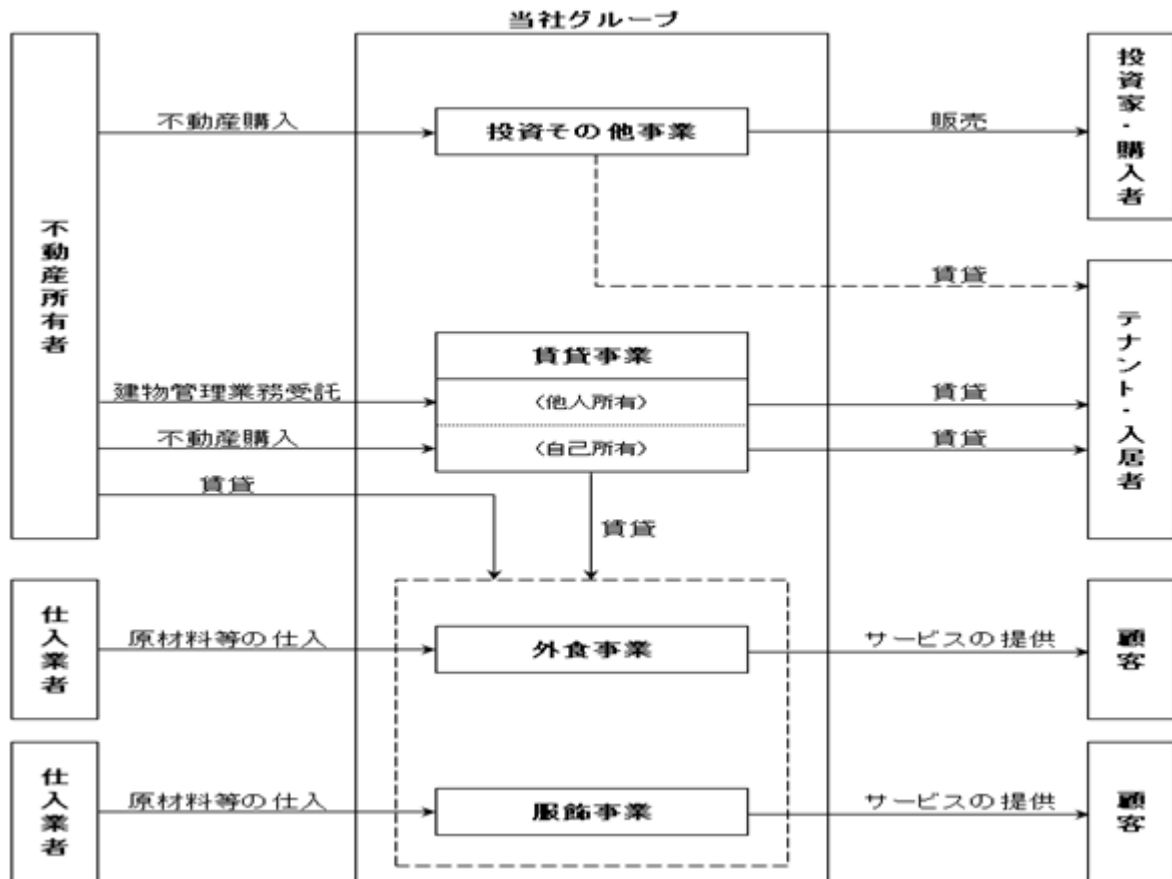 当社グループ
不動産所有者
不動産購入
投資その他事業
販売
投資家・購入者
賃貸
テナント・入居者
賃貸事業
建物管理業務受託
(他人所有)
賃貸
不動産購入
(自己所有)
賃貸
賃貸
賃貸
仕入業者
原材料等の仕入
外食事業
サービスの提供
顧客
仕入業者
原材料等の仕入
服飾事業
サービスの提供
顧客